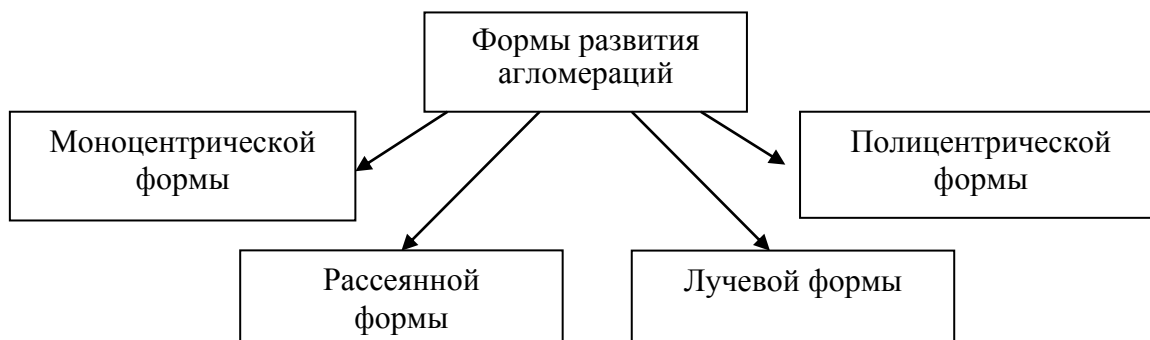 Формы развития
агломераций
Моноцентрической
формы
Полицентрической
формы
Рассеянной
формы
Лучевой формы